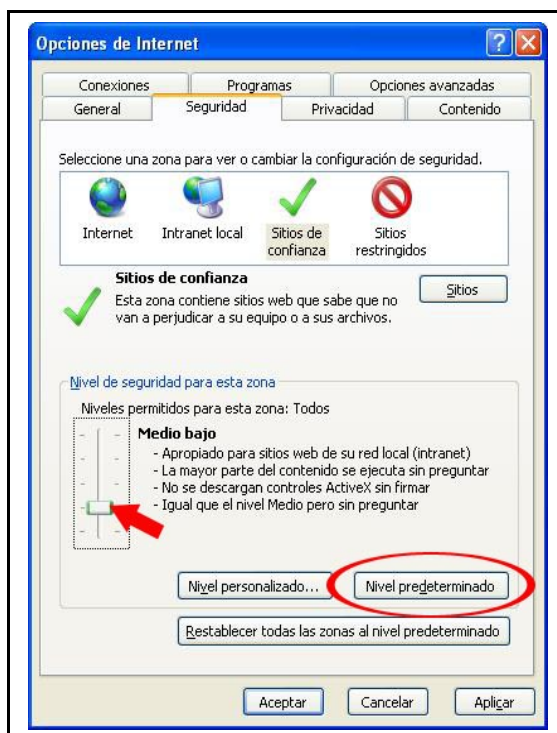 Opciones de Internet
Conexiones Programas Opciones avanzadas
General Seguridad Privacidad Contenido
Seleccione una zona para ver o cambiar la configuración de seguridad.
Internet Intranet local Sitios de confianza Sitios restringidos
Sitios de confianza
Sitios
Esta zona contiene sitios web que sabe que no
van a perjudicar a su equipo o a sus archivos.
Nivel de seguridad para esta zona
Niveles permitidos para esta zona: Todos
Medio bajo
- Apropiado para sitios web de su red local (intranet)
- La mayor parte del contenido se ejecuta sin preguntar
- No se descargan controles ActiveX sin firmar
- Igual que el nivel Medio pero sin preguntar
Nivel personalizado... Nivel predeterminado
Restablecer todas las zonas al nivel predeterminado
Aceptar Cancelar Aplicar